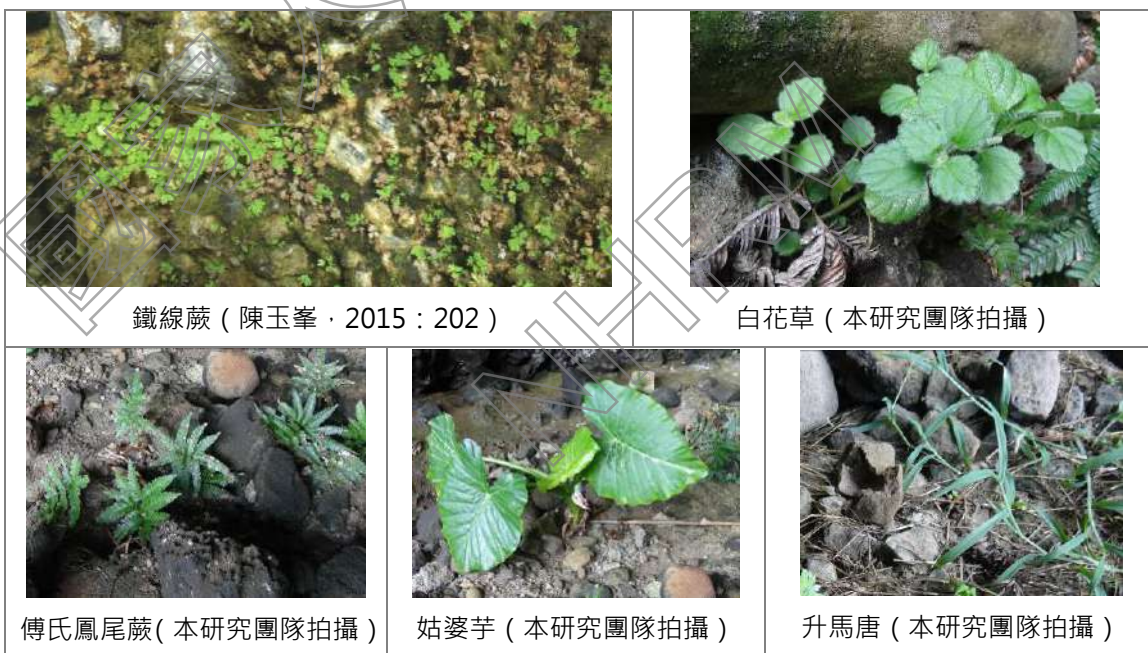 鐵線蕨（陳玉峯，2015：202）
白花草（本研究團隊拍攝）
傅氏鳳尾蕨（本研究團隊拍攝）
姑婆芋（本研究團隊拍攝）
升馬唐（本研究團隊拍攝）